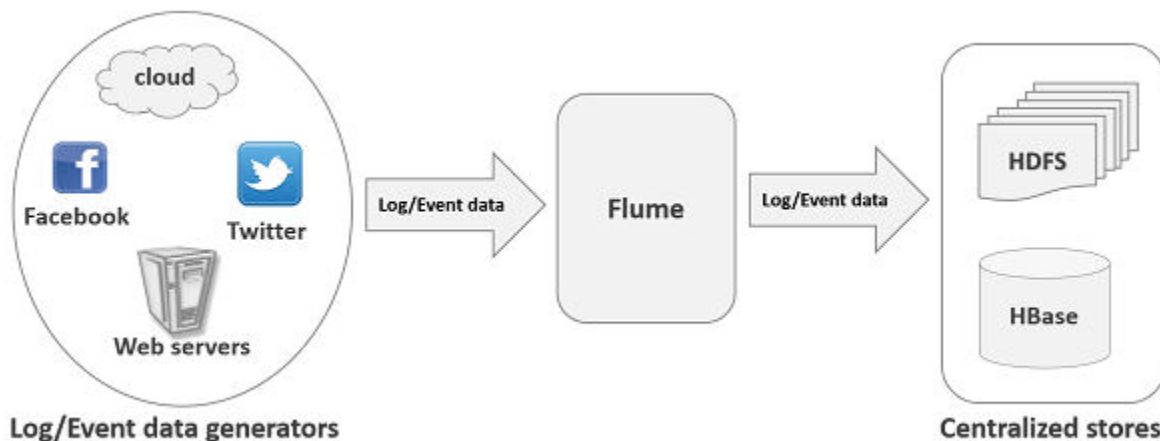 cloud
Facebook
Twitter
Web servers
Log/Event data generators
Log/Event data
Flume
Log/Event data
HDFS
HBase
Centralized stores